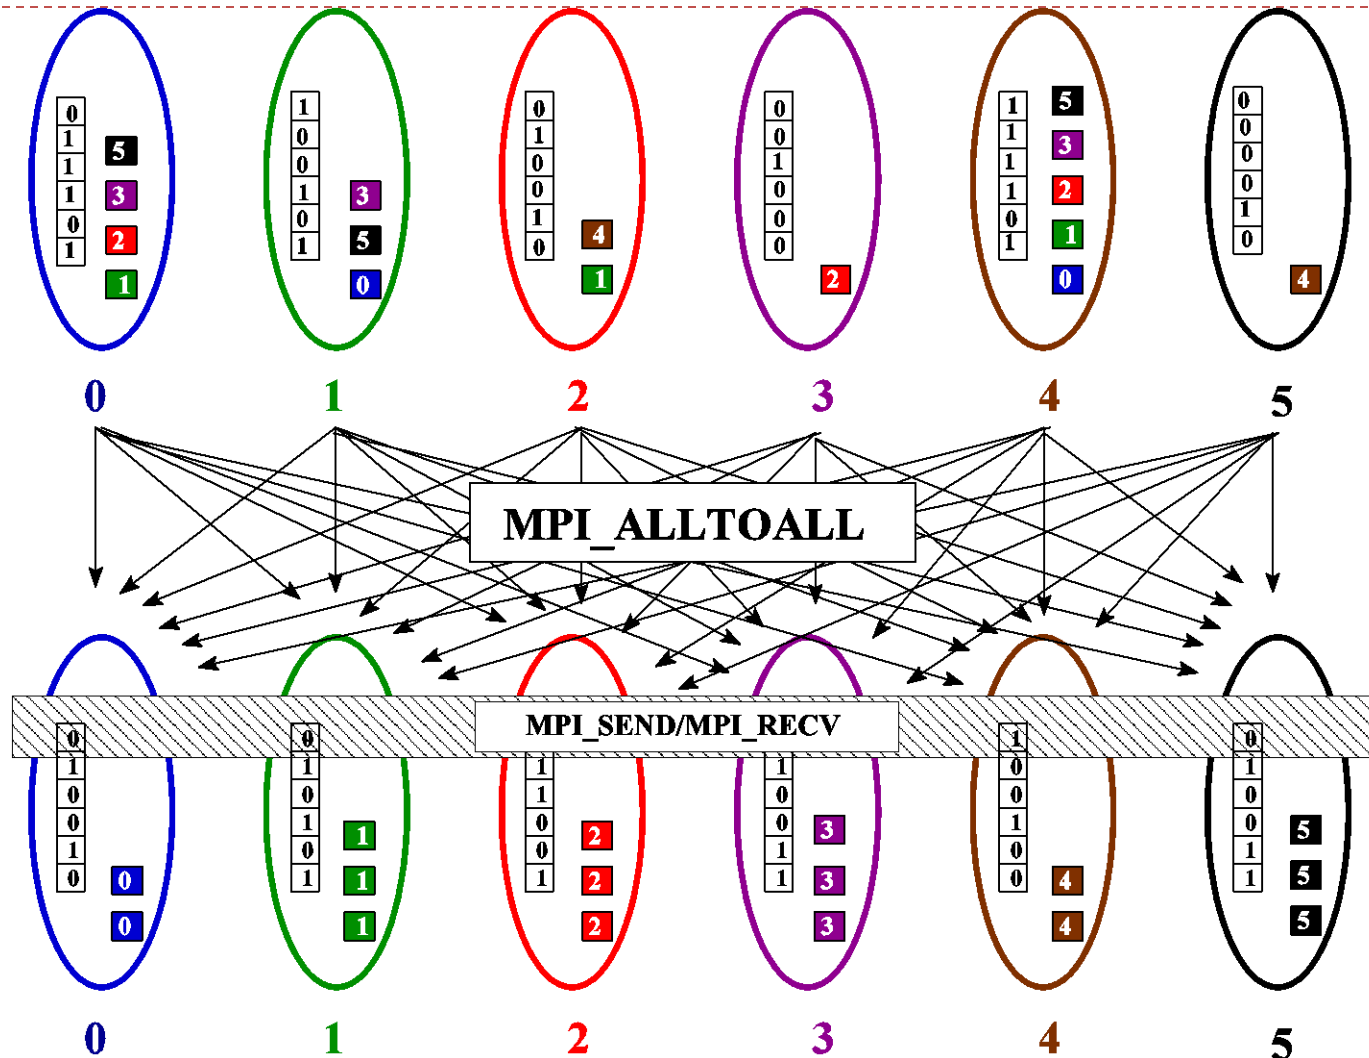 0 1 0 0 1 5 0
1 0 1 0 1 3 0
1 5 0 0 1 1 0
1 3 1 3 0 0 1 2 0
0 2 0 5 1 4 0 0 1 1
1 1 0 0 1 0
1 0 1 2 0 4
0 1 2 3 4 5
MPI_ALLTOALL
MPI_SEND/MPI_RECV
0 0 1 0
1 1 1 1 0 1
0 0 1 0 0 0
0 1 1 0 2 0 3 1 0 5
1 0 0 1 0 1
0 0 1 1 1 2 1 3 0 4 1 5
0 1 2 3 4 5
0 1 2 3 4 5